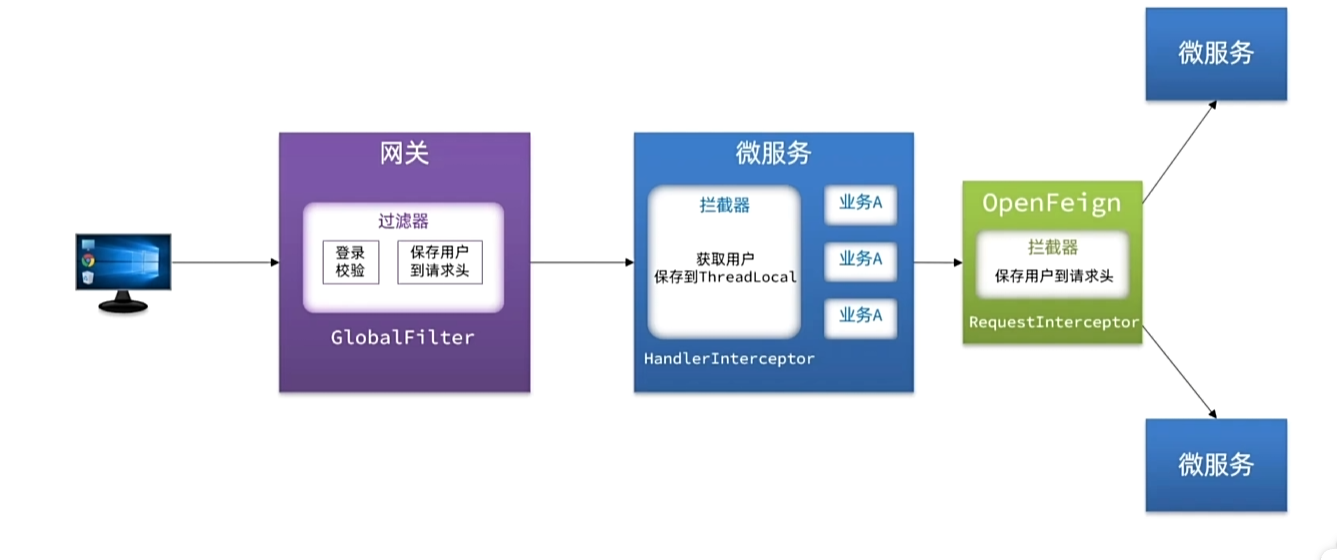 微服务
网关
过滤器
登录
校验
保存用户
到请求头
GlobalFilter
微服务
拦截器
获取用户
保存到ThreadLocal
业务A
业务A
业务A
HandlerInterceptor
OpenFeign
拦截器
保存用户到请求头
RequestInterceptor
微服务